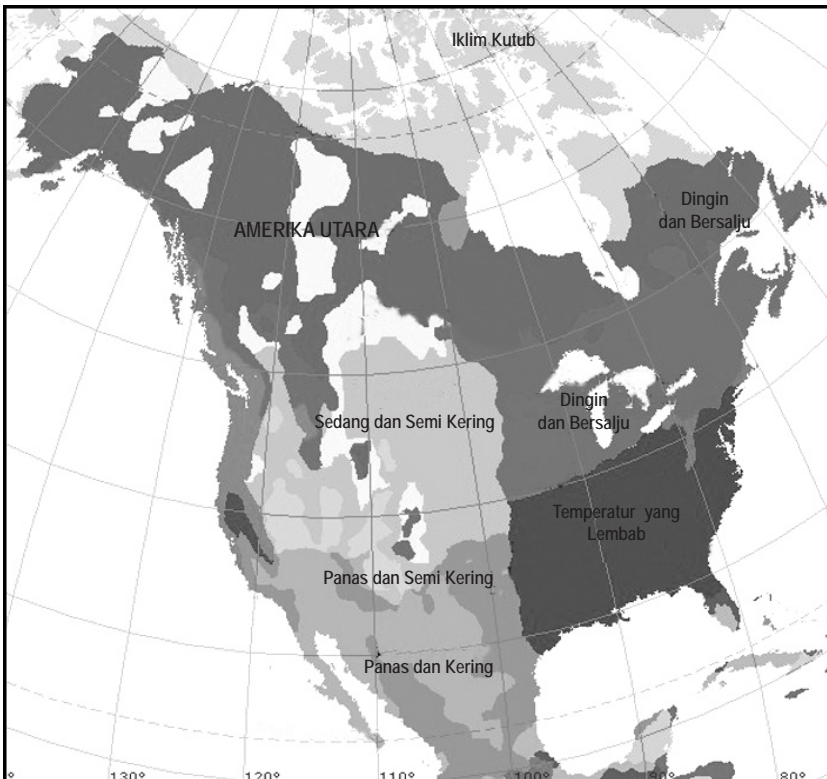 Iklim Kutub
Dingin
dan Bersalju
AMERIKA UTARA
Dingin
dan Bersalju
Sedang dan Semi Kering
Temperatur yang
Lembab
Panas dan Semi Kering
Panas dan Kering
130° 120° 110° 100° 90° 80°